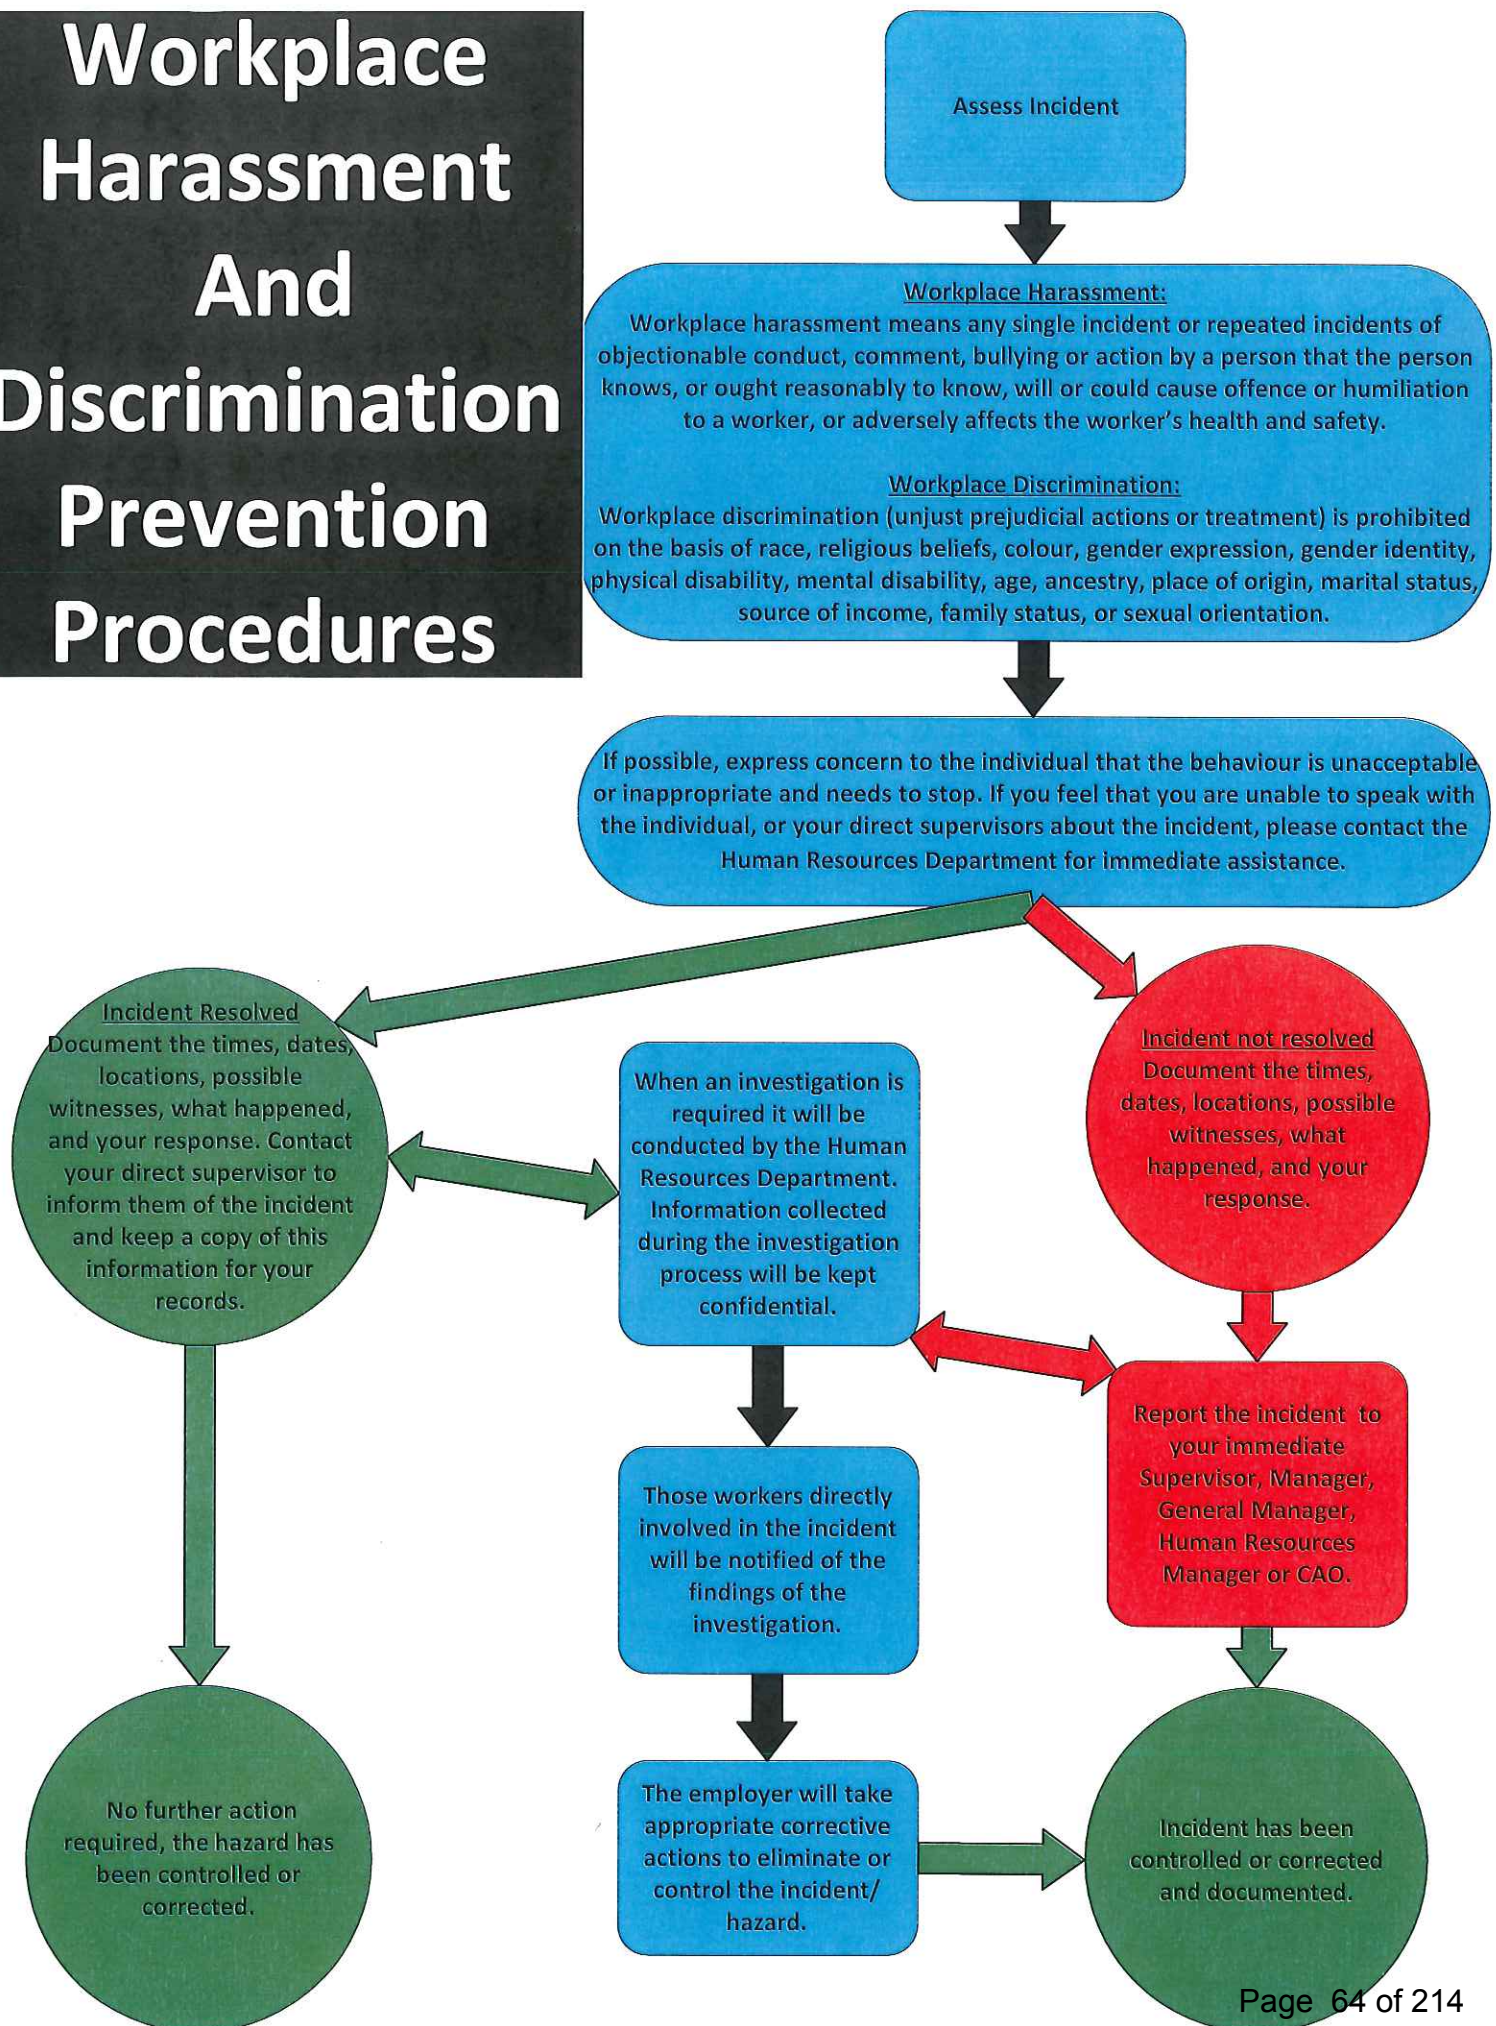 Workplace
Harassment
And
Discrimination
Prevention
Procedures
Assess Incident
Workplace Harassment:
Workplace harassment means any single incident or repeated incidents of
objectionable conduct, comment, bullying or action by a person that the person
knows, or ought reasonably to know, will or could cause offence or humiliation
to a worker, or adversely affects the worker's health and safety.
Workplace Discrimination:
Workplace discrimination (unjust prejudicial actions or treatment) is prohibited
on the basis of race, religious beliefs, colour, gender expression, gender identity,
physical disability, mental disability, age, ancestry, place of origin, marital status,
source of income, family status, or sexual orientation.
If possible, express concern to the individual that the behaviour is unacceptable
or inappropriate and needs to stop. If you feel that you are unable to speak with
the individual, or your direct supervisors about the incident, please contact the
Human Resources Department for immediate assistance.
Incident Resolved
Document the times, dates,
locations, possible
witnesses, what happened,
and your response. Contact
your direct supervisor to
inform them of the incident
and keep a copy of this
information for your
records.
When an investigation is
required it will be
conducted by the Human
Resources Department.
Information collected
during the investigation
process will be kept
confidential.
Incident not resolved
Document the times,
dates, locations, possible
witnesses, what
happened, and your
response.
Report the incident to
your immediate
Supervisor, Manager,
General Manager,
Human Resources
Manager or CAO.
Those workers directly
involved in the incident
will be notified of the
findings of the
investigation.
No further action
required, the hazard has
been controlled or
corrected.
The employer will take
appropriate corrective
actions to eliminate or
control the incident/
hazard.
Incident has been
controlled or corrected
and documented.
Page 64 of 214